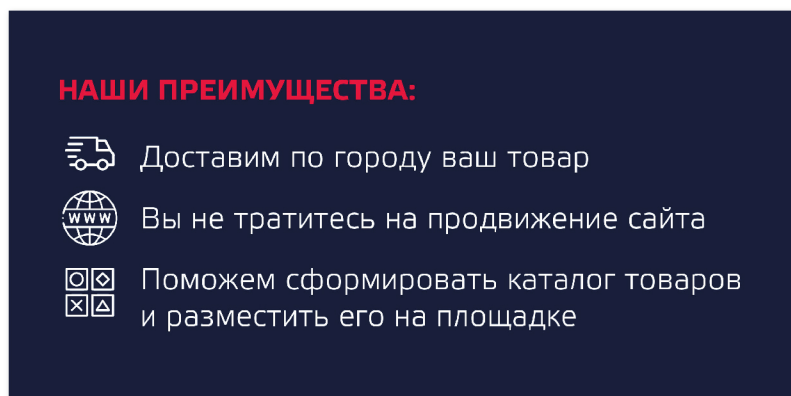 НАШИ ПРЕИМУЩЕСТВА:
Доставим по городу ваш товар
www
Вы не тратитесь на продвижение сайта
Поможем сформировать каталог товаров
и разместить его на площадке